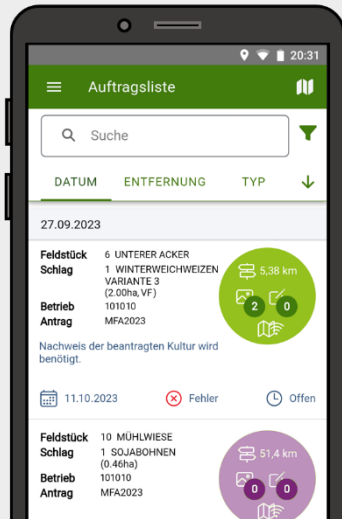 20:31
Auftragsliste
Suche
DATUM ENTFERNUNG TYP
27.09.2023
Feldstück 6 UNTERER ACKER
Schlag 1 WINTERWEICHWEIZEN
VARIANTE 3
(2.00ha, VF)
Betrieb 101010
Antrag MFA2023
5,38 km
2 0
Nachweis der beantragten Kultur wird
benötigt.
11.10.2023 Fehler Offen
Feldstück 10 MÜHLWIESE
Schlag 1 SOJABOHNEN
(0.46ha)
Betrieb 101010
Antrag MFA2023
51,4 km
0 0